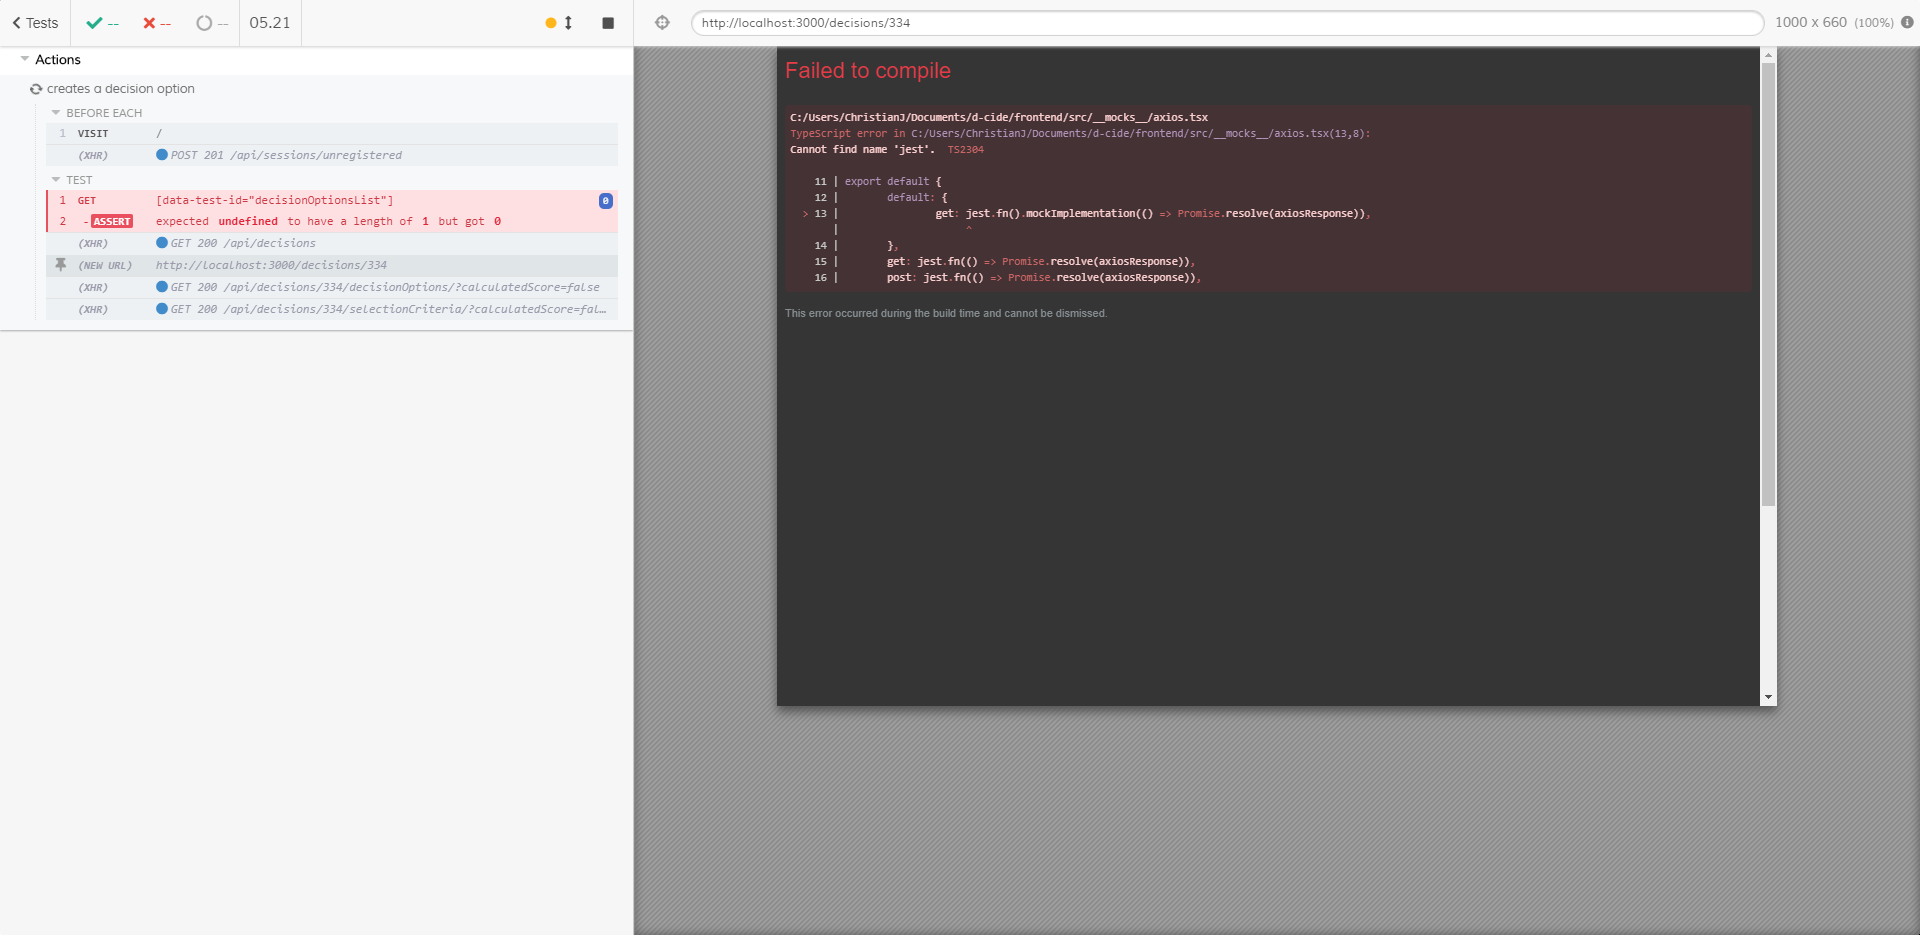 Tests
--
--
--
05.21
http://localhost:3000/decisions/334
1000 x 660 (100%)
Actions
creates a decision option
BEFORE EACH
1 VISIT /
(XHR) POST 201 /api/sessions/unregistered
TEST
1 GET [data-test-id="decisionOptionsList"] 0
2 -ASSERT expected undefined to have a length of 1 but got 0
(XHR) GET 200 /api/decisions
(NEW URL) http://localhost:3000/decisions/334
(XHR) GET 200 /api/decisions/334/decisionOptions/?calculatedScore=false
(XHR) GET 200 /api/decisions/334/selectionCriteria/?calculatedScore=fal…
Failed to compile
C:/Users/ChristianJ/Documents/d-cide/frontend/src/__mocks__/axios.tsx
TypeScript error in C:/Users/ChristianJ/Documents/d-cide/frontend/src/__mocks__/axios.tsx(13,8):
Cannot find name 'jest'. TS2304
11 | export default {
12 | default: {
> 13 | get: jest.fn().mockImplementation(() => Promise.resolve(axiosResponse)),
| ^
14 | },
15 | get: jest.fn(() => Promise.resolve(axiosResponse)),
16 | post: jest.fn(() => Promise.resolve(axiosResponse)),
This error occurred during the build time and cannot be dismissed.